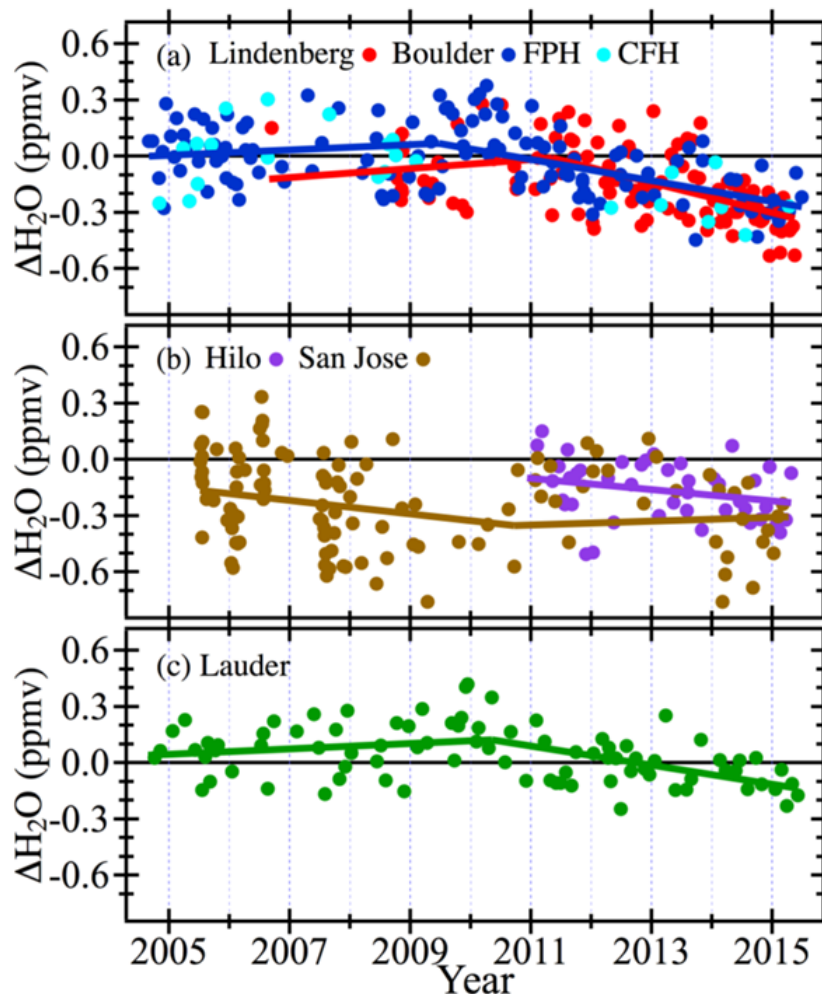 0.6
(a) Lindenberg Boulder FPH CFH
0.3
0.0
-0.3
-0.6
ΔH₂O (ppmv)
0.6
(b) Hilo San Jose
0.3
0.0
-0.3
-0.6
ΔH₂O (ppmv)
0.6
(c) Lauder
0.3
0.0
-0.3
-0.6
ΔH₂O (ppmv)
2005 2007 2009 2011 2013 2015
Year